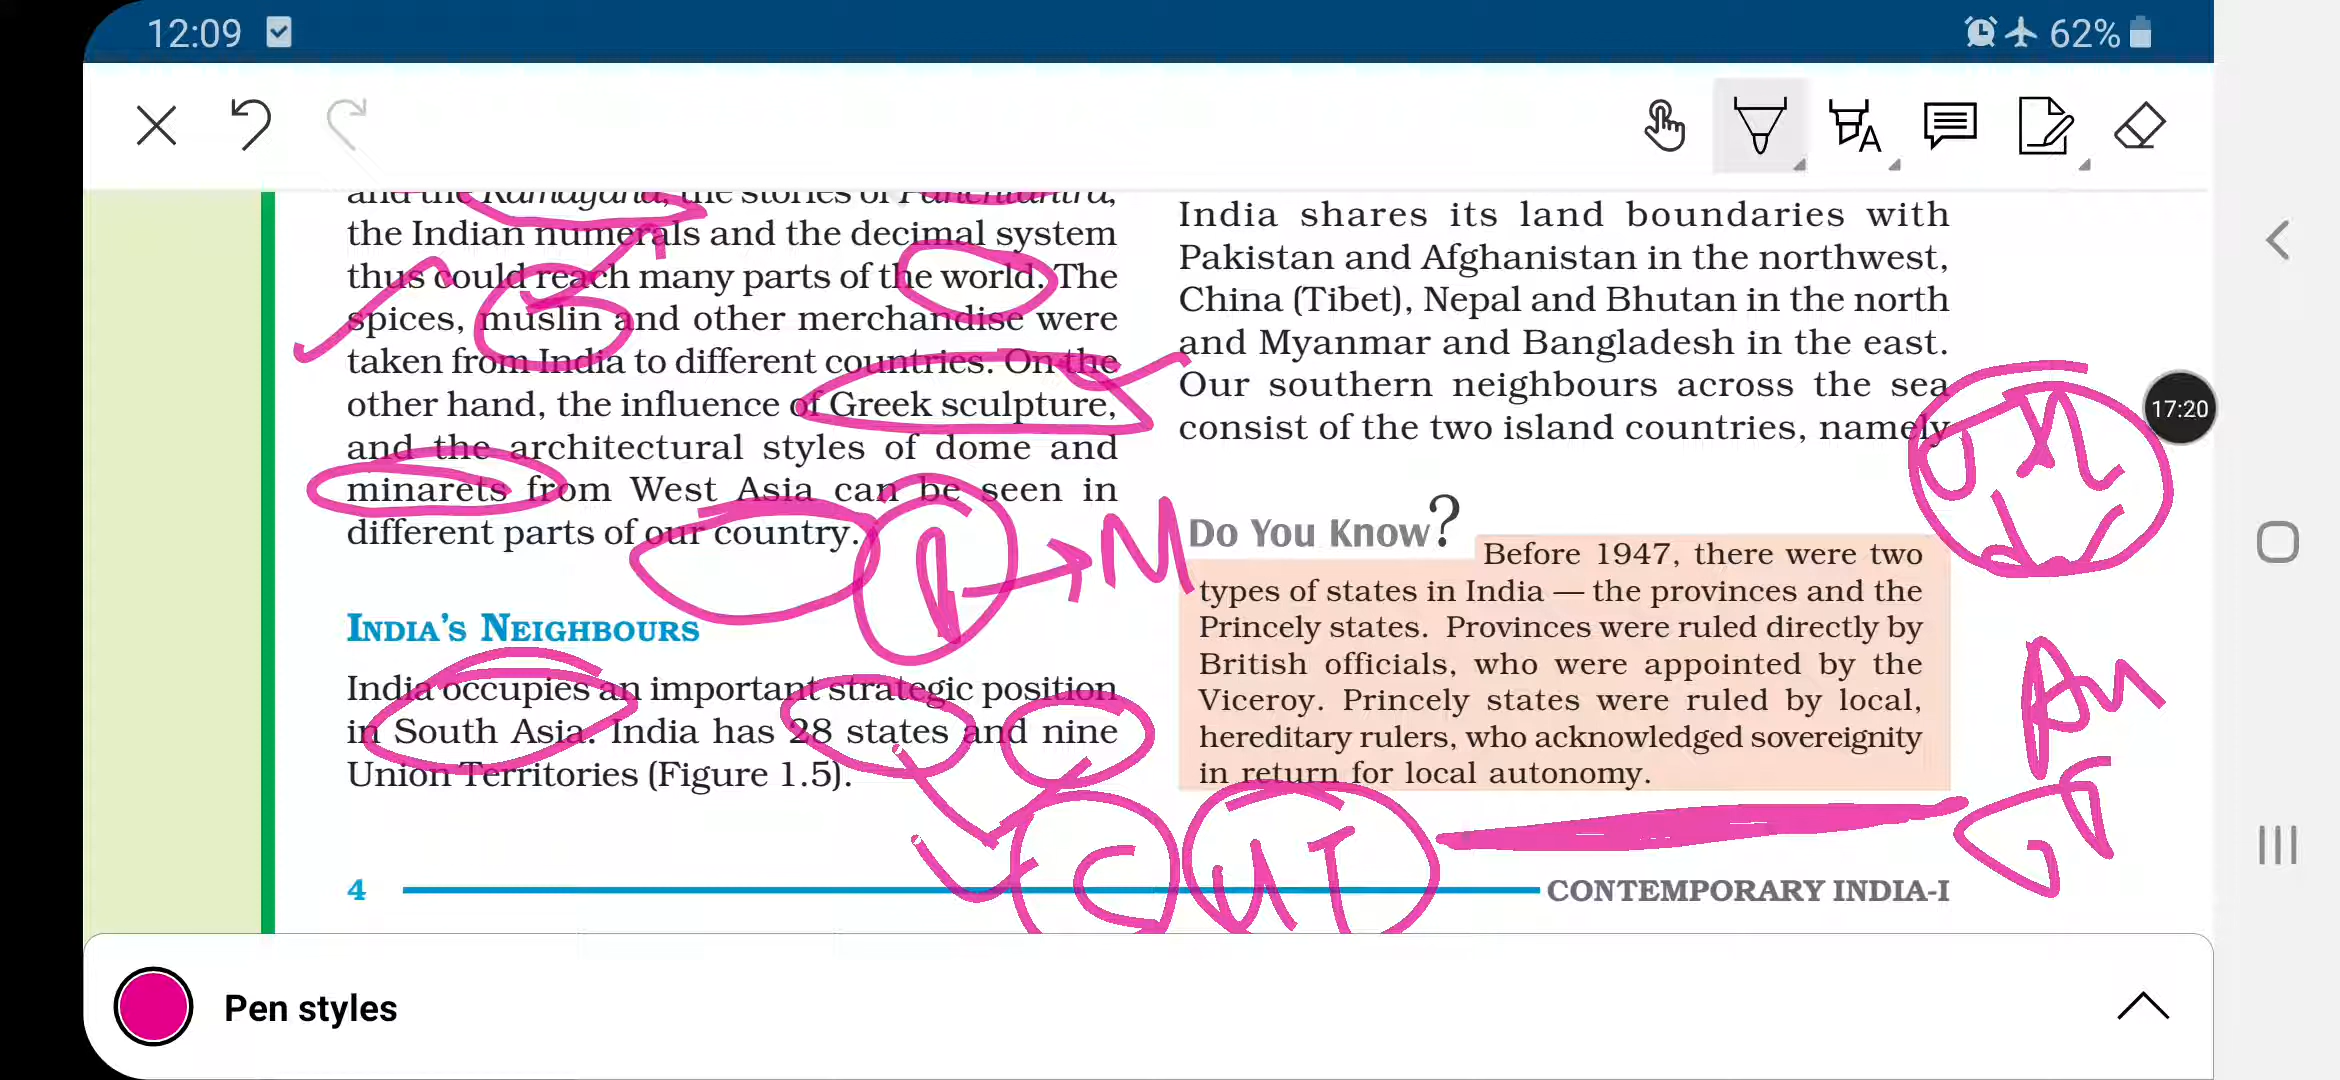 12:09
62%
and the Ramayana, the stories of Panchtantra,
the Indian numerals and the decimal system
thus could reach many parts of the world. The
spices, muslin and other merchandise were
taken from India to different countries. On the
other hand, the influence of Greek sculpture,
and the architectural styles of dome and
minarets from West Asia can be seen in
different parts of our country.
INDIA'S NEIGHBOURS
India occupies an important strategic position
in South Asia. India has 28 states and nine
Union Territories (Figure 1.5).
India shares its land boundaries with
Pakistan and Afghanistan in the northwest,
China (Tibet), Nepal and Bhutan in the north
and Myanmar and Bangladesh in the east.
Our southern neighbours across the sea
consist of the two island countries, namely
17:20
M
Do You Know?
Before 1947, there were two
types of states in India — the provinces and the
Princely states. Provinces were ruled directly by
British officials, who were appointed by the
Viceroy. Princely states were ruled by local,
hereditary rulers, who acknowledged sovereignty
in return for local autonomy.
C UT
4
CONTEMPORARY INDIA-I
Pen styles